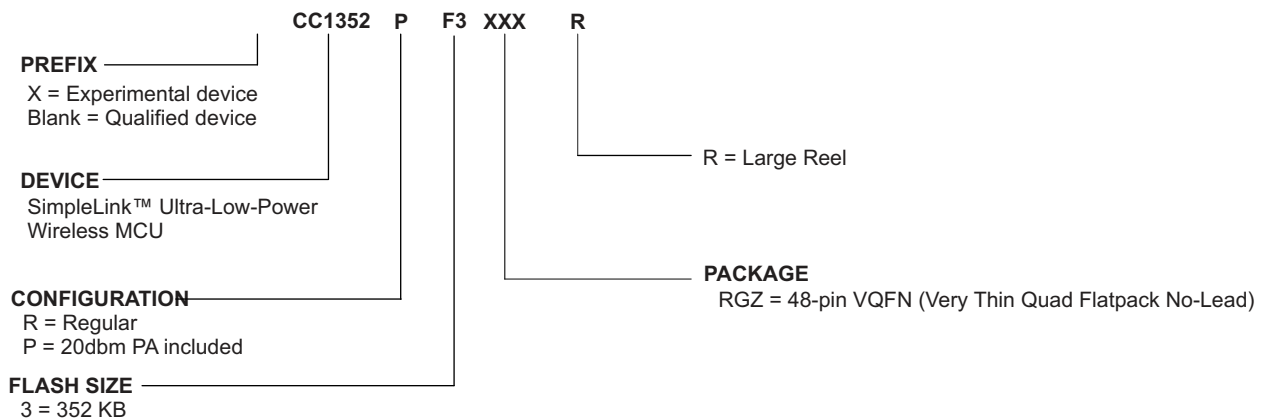 CC1352 P F3 XXX R
PREFIX
X = Experimental device
Blank = Qualified device
R = Large Reel
DEVICE
SimpleLink™ Ultra-Low-Power
Wireless MCU
PACKAGE
RGZ = 48-pin VQFN (Very Thin Quad Flatpack No-Lead)
CONFIGURATION
R = Regular
P = 20dbm PA included
FLASH SIZE
3 = 352 KB